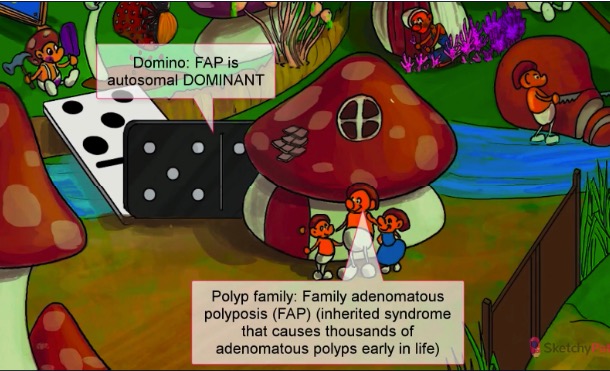 Domino: FAP is
autosomal DOMINANT
Polyp family: Family adenomatous
polyposis (FAP) (inherited syndrome
that causes thousands of
adenomatous polyps early in life)